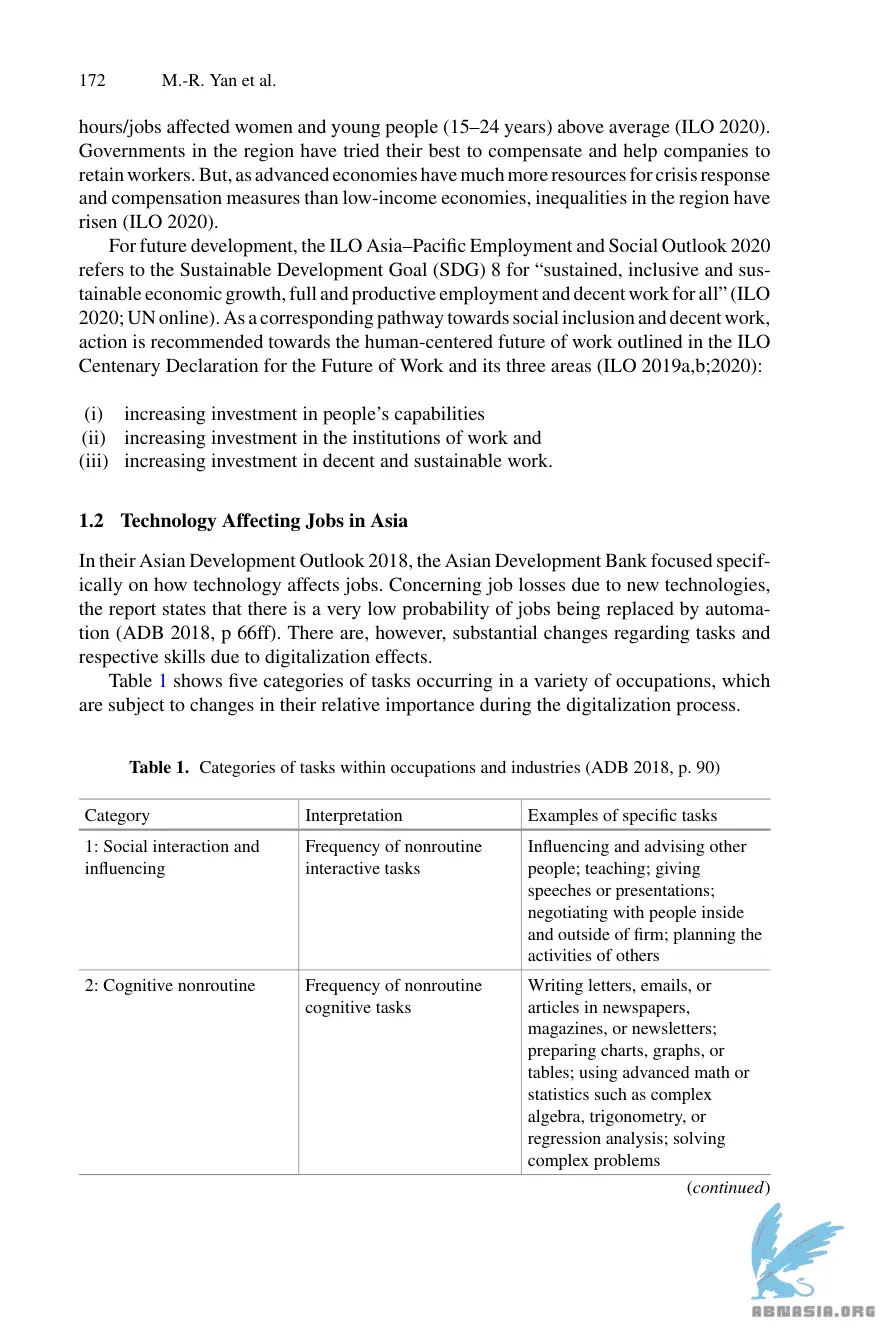 172 M.-R. Yan et al.
hours/jobs affected women and young people (15–24 years) above average (ILO 2020).
Governments in the region have tried their best to compensate and help companies to
retain workers. But, as advanced economies have much more resources for crisis response
and compensation measures than low-income economies, inequalities in the region have
risen (ILO 2020).
For future development, the ILO Asia–Pacific Employment and Social Outlook 2020
refers to the Sustainable Development Goal (SDG) 8 for “sustained, inclusive and sus-
tainable economic growth, full and productive employment and decent work for all” (ILO
2020; UN online). As a corresponding pathway towards social inclusion and decent work,
action is recommended towards the human-centered future of work outlined in the ILO
Centenary Declaration for the Future of Work and its three areas (ILO 2019a,b;2020):
(i) increasing investment in people’s capabilities
(ii) increasing investment in the institutions of work and
(iii) increasing investment in decent and sustainable work.
1.2 Technology Affecting Jobs in Asia
In their Asian Development Outlook 2018, the Asian Development Bank focused specif-
ically on how technology affects jobs. Concerning job losses due to new technologies,
the report states that there is a very low probability of jobs being replaced by automa-
tion (ADB 2018, p 66ff). There are, however, substantial changes regarding tasks and
respective skills due to digitalization effects.
Table 1 shows five categories of tasks occurring in a variety of occupations, which
are subject to changes in their relative importance during the digitalization process.
Table 1. Categories of tasks within occupations and industries (ADB 2018, p. 90)
Category Interpretation Examples of specific tasks
1: Social interaction and
influencing
Frequency of nonroutine
interactive tasks
Influencing and advising other
people; teaching; giving
speeches or presentations;
negotiating with people inside
and outside of firm; planning the
activities of others
2: Cognitive nonroutine
Frequency of nonroutine
cognitive tasks
Writing letters, emails, or
articles in newspapers,
magazines, or newsletters;
preparing charts, graphs, or
tables; using advanced math or
statistics such as complex
algebra, trigonometry, or
regression analysis; solving
complex problems
(continued)
ABNASIA.ORG